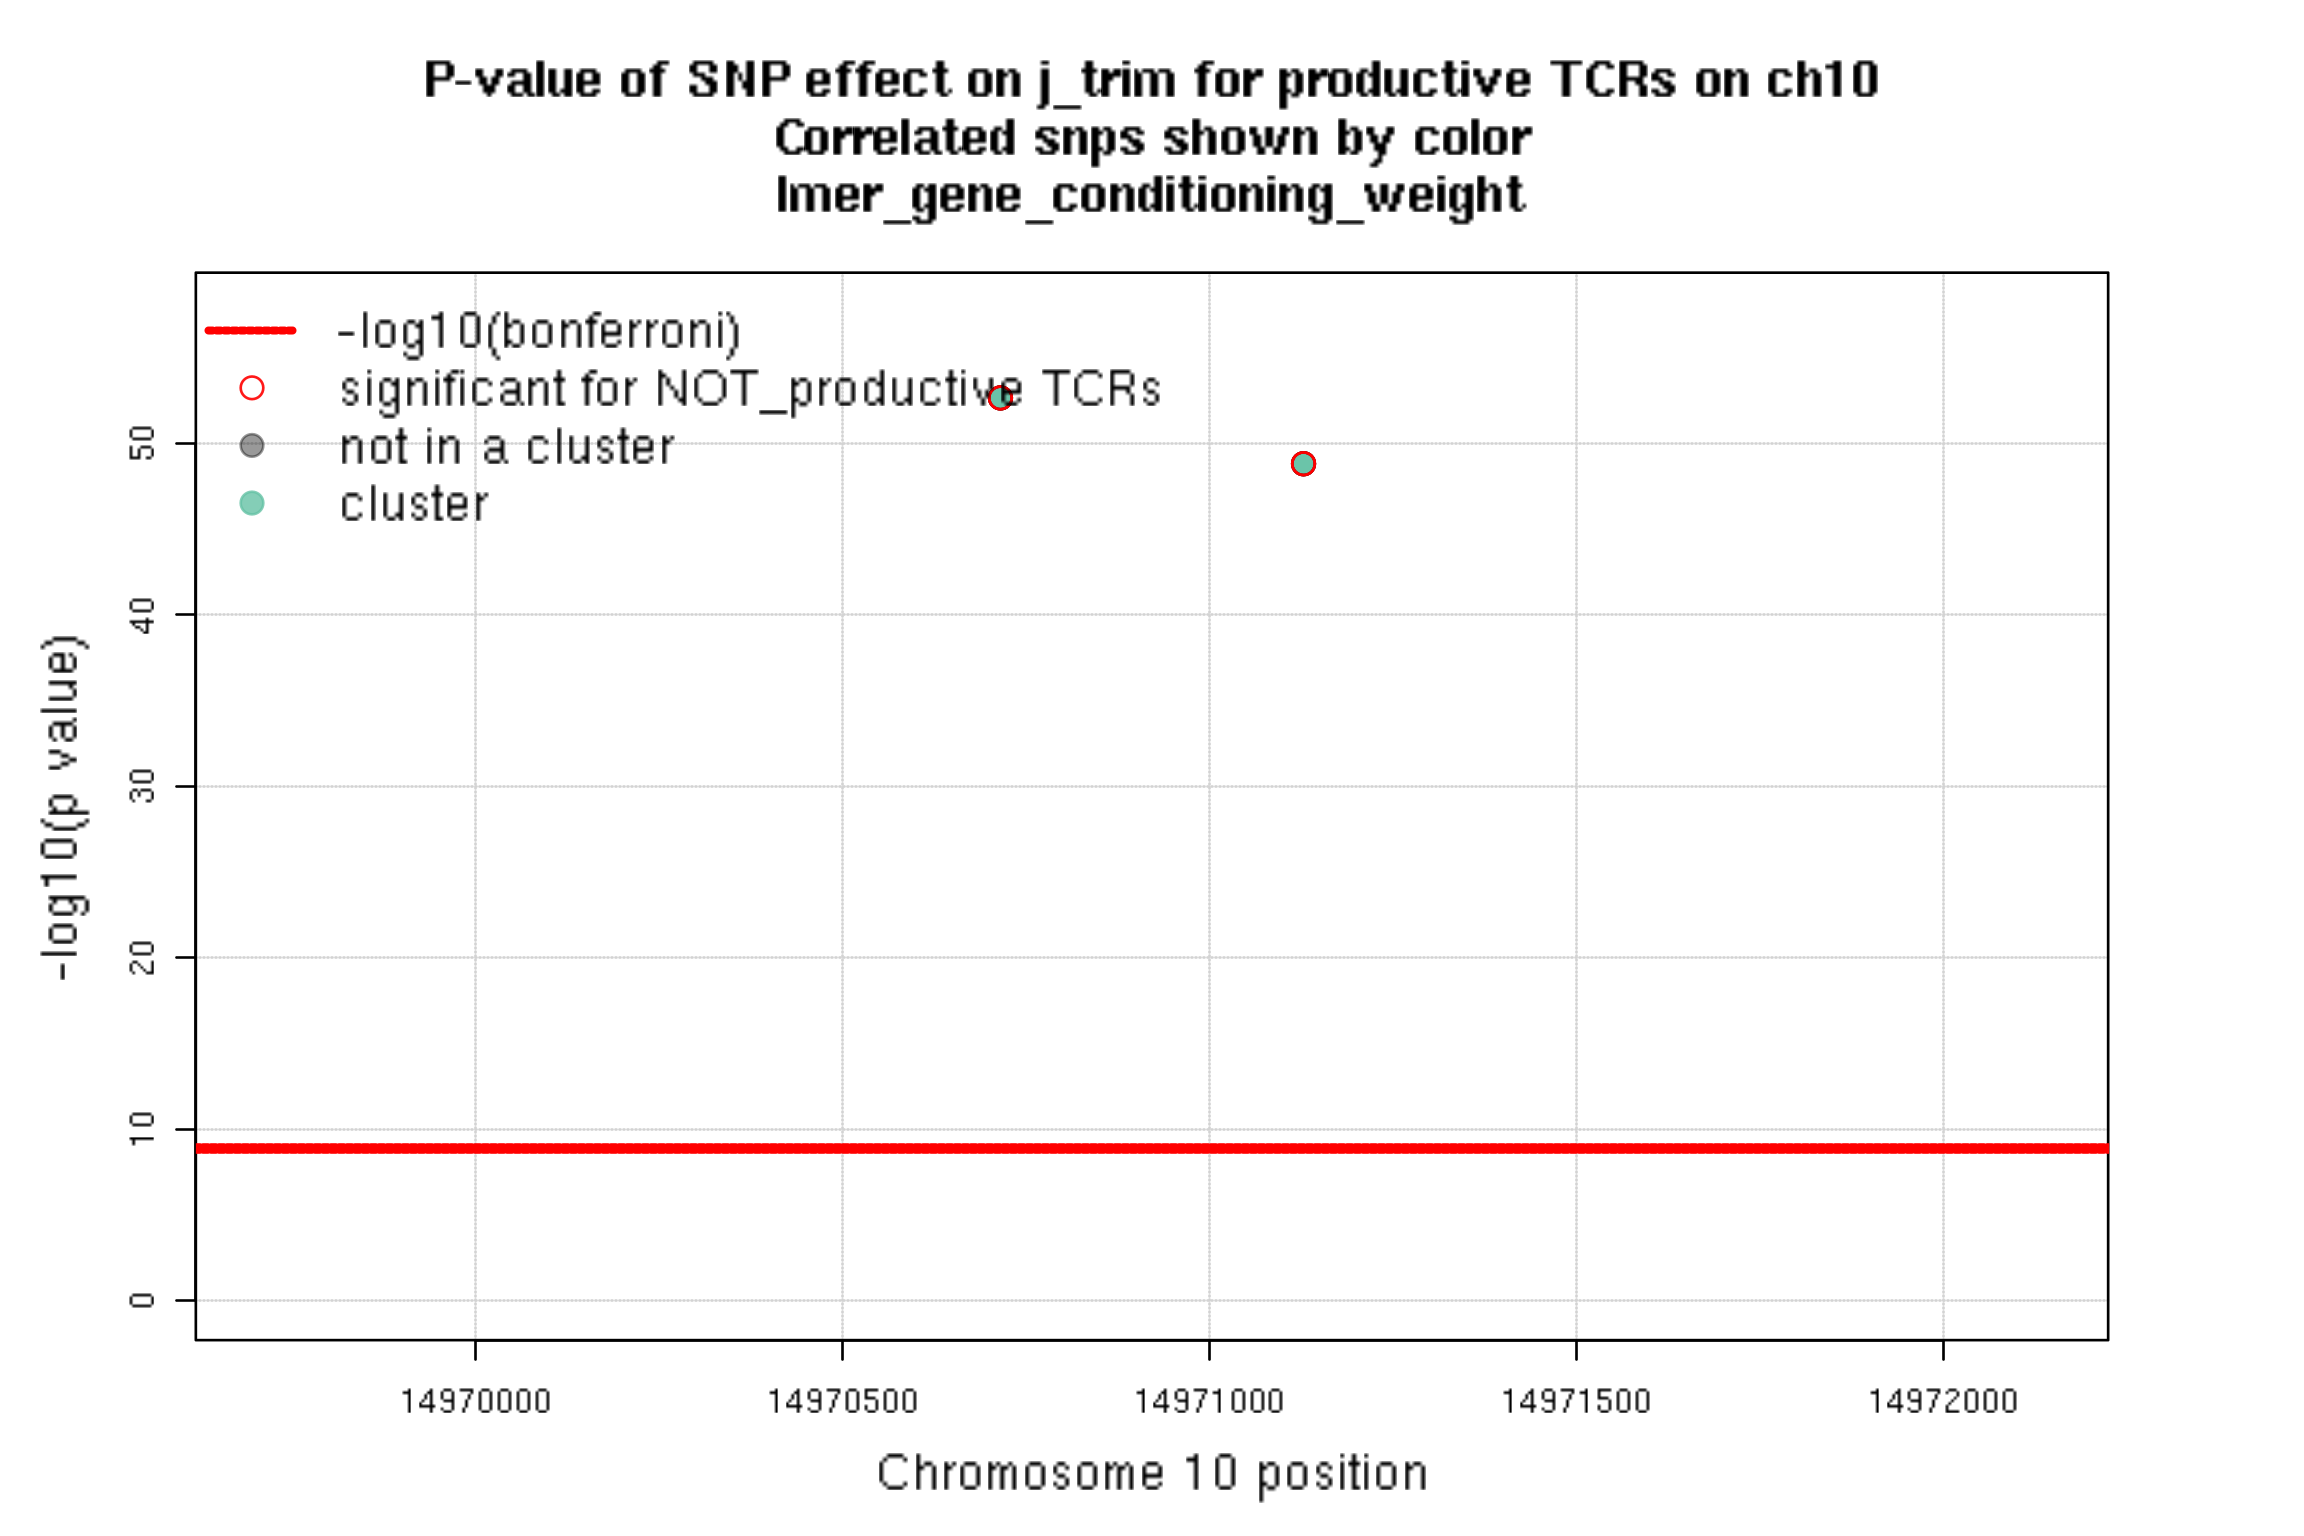 P-value of SNP effect on j_trim for productive TCRs on ch10
Correlated snps shown by color
lmer_gene_conditioning_weight
-log10(bonferroni)
significant for NOT_productive TCRs
not in a cluster
cluster
-log10(p value)
50
40
30
20
10
0
14970000 14970500 14971000 14971500 14972000
Chromosome 10 position